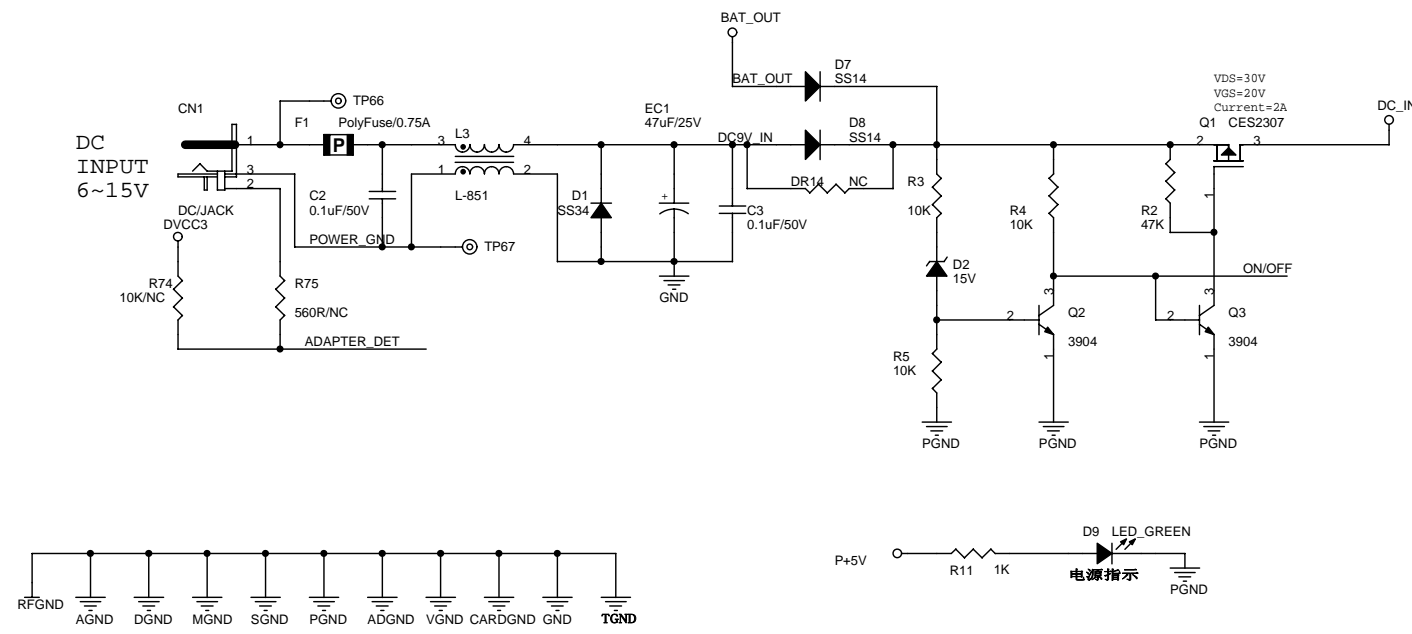 BAT_OUT
D7
SS14
BAT_OUT
VDS=30V
VGS=20V
Current=2A
Q1 CES2307
DC_IN
CN1
TP66
F1 PolyFuse/0.75A
EC1
47uF/25V
D8
SS14
DC9V_IN
DC
INPUT
6~15V
1
3
2
L3
3
4
1
2
L-851
C2
0.1uF/50V
D1
SS34
+
C3
0.1uF/50V
DR14 NC
R3
10K
R4
10K
R2
47K
2
3
1
DC/JACK
DVCC3
POWER_GND
TP67
GND
D2
15V
ON/OFF
R74
10K/NC
R75
560R/NC
ADAPTER_DET
2
3
1
Q2
3904
2
3
1
Q3
3904
R5
10K
PGND
PGND
PGND
P
RFGND
AGND
DGND
MGND
SGND
PGND
ADGND
VGND
CARDGND
GND
TGND
P+5V
R11 1K
D9 LED_GREEN
电源指示
PGND